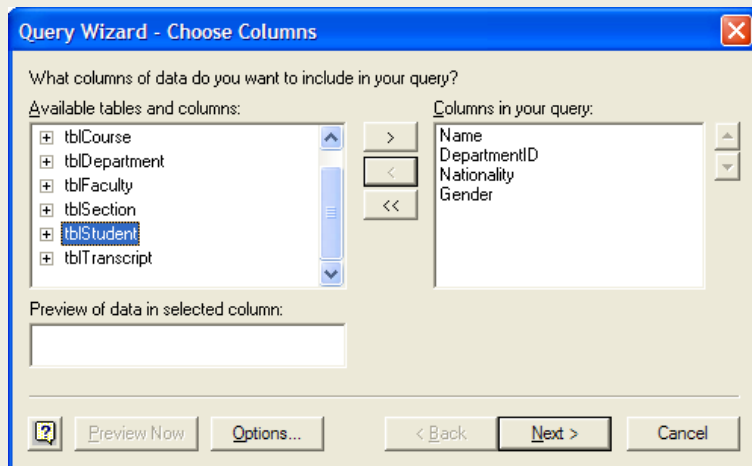 Query Wizard - Choose Columns
What columns of data do you want to include in your query?
Available tables and columns:
Columns in your query:
tblCourse
tblDepartment
tblFaculty
tblSection
tblStudent
tblTranscript
>
<
<<
Name
DepartmentID
Nationality
Gender
Preview of data in selected column:
?
Preview Now
Options...
< Back
Next >
Cancel